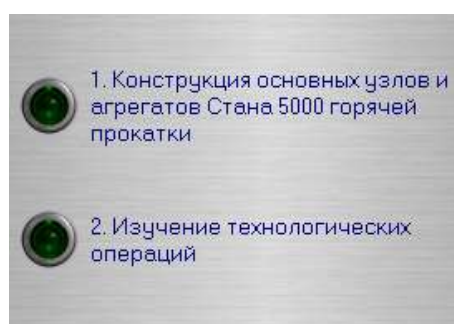 1. Конструкция основных узлов и
агрегатов Стана 5000 горячей
прокатки
2. Изучение технологических
операций